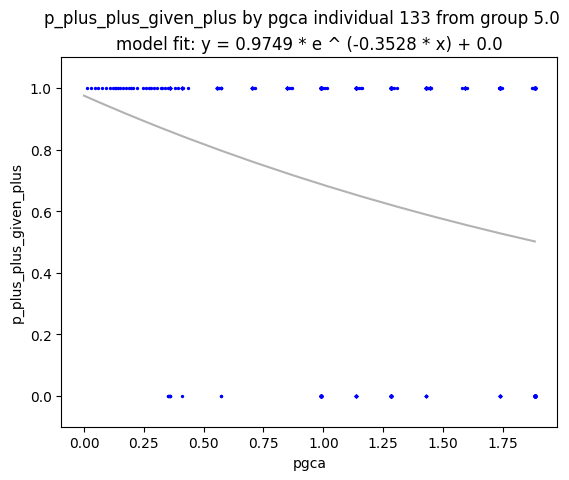 p_plus_plus_given_plus by pgca individual 133 from group 5.0
model fit: y = 0.9749 * e ^ (-0.3528 * x) + 0.0
p_plus_plus_given_plus
1.0
0.8
0.6
0.4
0.2
0.0
0.00 0.25 0.50 0.75 1.00 1.25 1.50 1.75
pgca